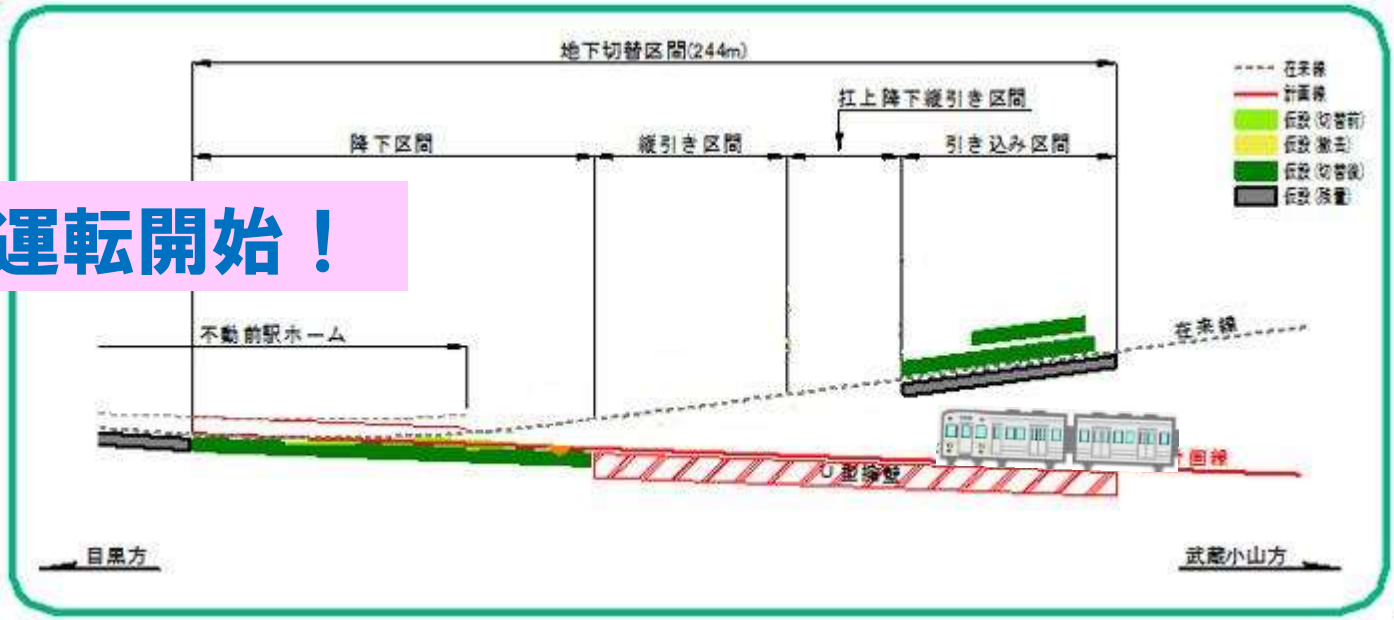 地下切替区間(244m)
扛上降下縦引き区間
降下区間
縦引き区間
引き込み区間
在来線
計画線
仮設(切替前)
仮設(撤去)
仮設(切替後)
仮設(残置)
運転開始！
不動前駅ホーム
在来線
画線
U型擁壁
目黒方
武蔵小山方